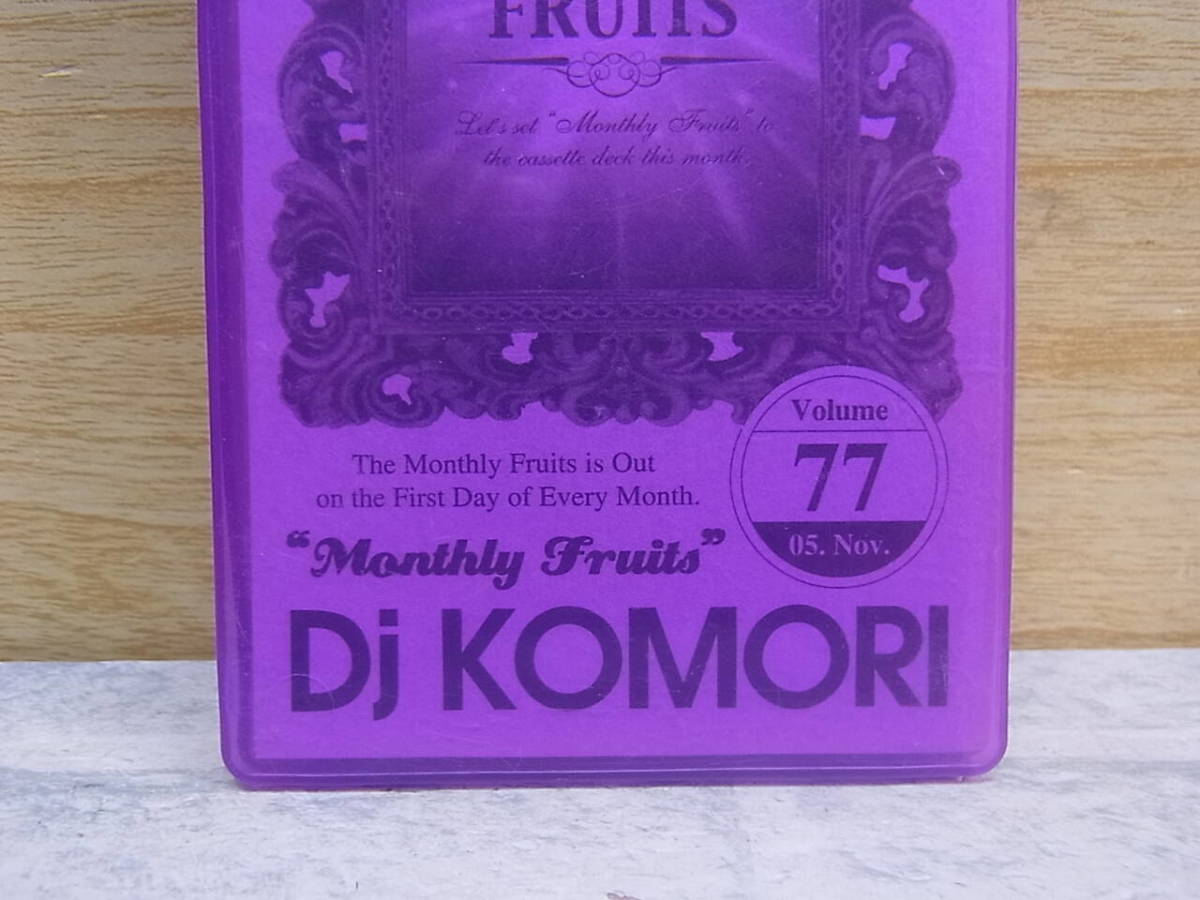 FRUITS
Let's set "Monthly Fruits" to
the cassette deck this month.
The Monthly Fruits is Out
on the First Day of Every Month.
"Monthly Fruits"
Dj KOMORI
Volume
77
05. Nov.